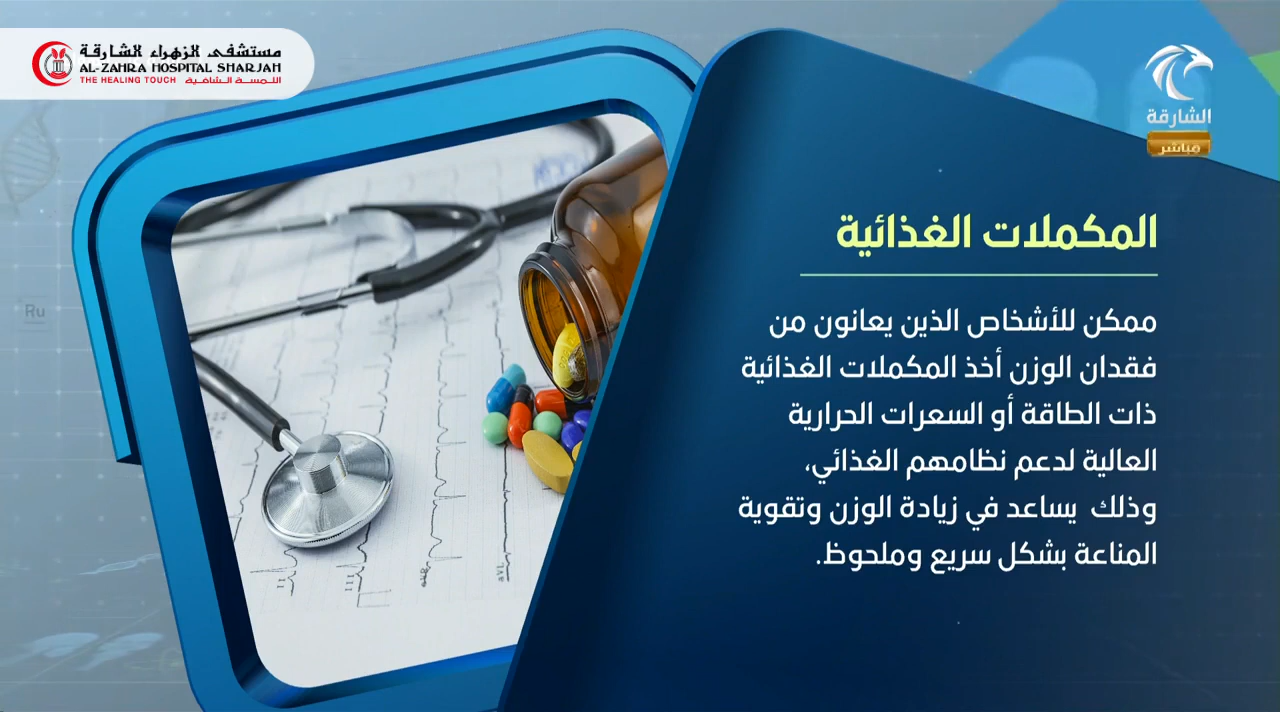 مستشفى الزهراء الشارقة
AL-ZAHRA HOSPITAL SHARJAH
THE HEALING TOUCH اللمسة الشافية
الشارقة
مباشر
المكملات الغذائية
ممكن للأشخاص الذين يعانون من
فقدان الوزن أخذ المكملات الغذائية
ذات الطاقة أو السعرات الحرارية
العالية لدعم نظامهم الغذائي،
وذلك يساعد في زيادة الوزن وتقوية
المناعة بشكل سريع وملحوظ.
Ru